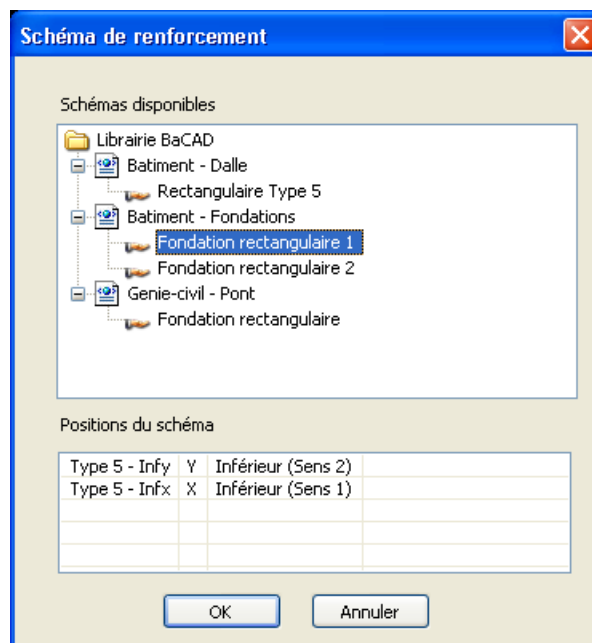 Schéma de renforcement
Schémas disponibles
Librairie BaCAD
Batiment - Dalle
Rectangulaire Type 5
Batiment - Fondations
Fondation rectangulaire 1
Fondation rectangulaire 2
Genie-civil - Pont
Fondation rectangulaire
Positions du schéma
Type 5 - Infy Y Inférieur (Sens 2)
Type 5 - Infx X Inférieur (Sens 1)
OK Annuler